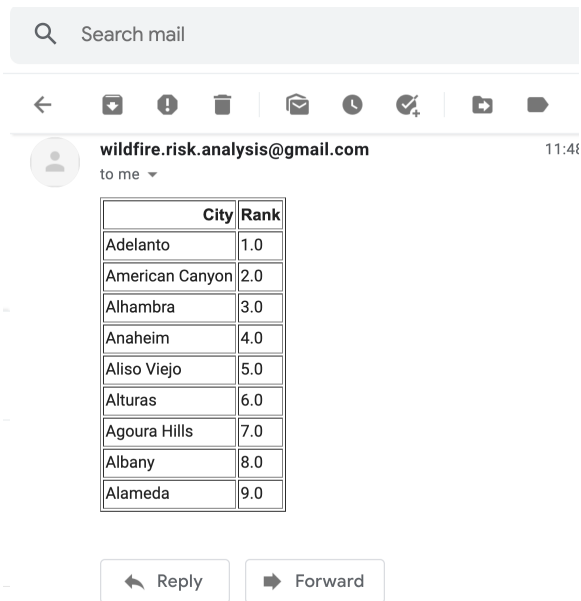 Search mail
wildfire.risk.analysis@gmail.com
11:48
to me
City Rank
Adelanto 1.0
American Canyon 2.0
Alhambra 3.0
Anaheim 4.0
Aliso Viejo 5.0
Alturas 6.0
Agoura Hills 7.0
Albany 8.0
Alameda 9.0
Reply Forward